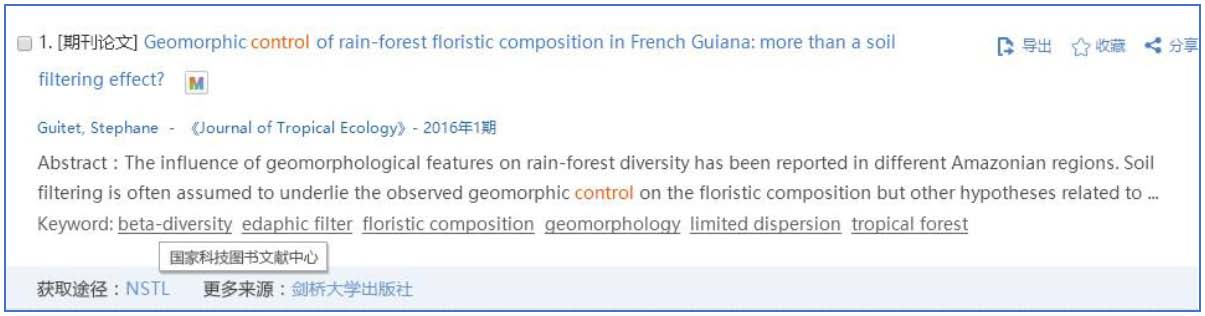 1. [期刊论文] Geomorphic control of rain-forest floristic composition in French Guiana: more than a soil
导出 收藏 分享
filtering effect? M
Guitet, Stephane - 《Journal of Tropical Ecology》- 2016年1期
Abstract：The influence of geomorphological features on rain-forest diversity has been reported in different Amazonian regions. Soil
filtering is often assumed to underlie the observed geomorphic control on the floristic composition but other hypotheses related to ...
Keyword: beta-diversity edaphic filter floristic composition geomorphology limited dispersion tropical forest
国家科技图书文献中心
获取途径：NSTL 更多来源：剑桥大学出版社